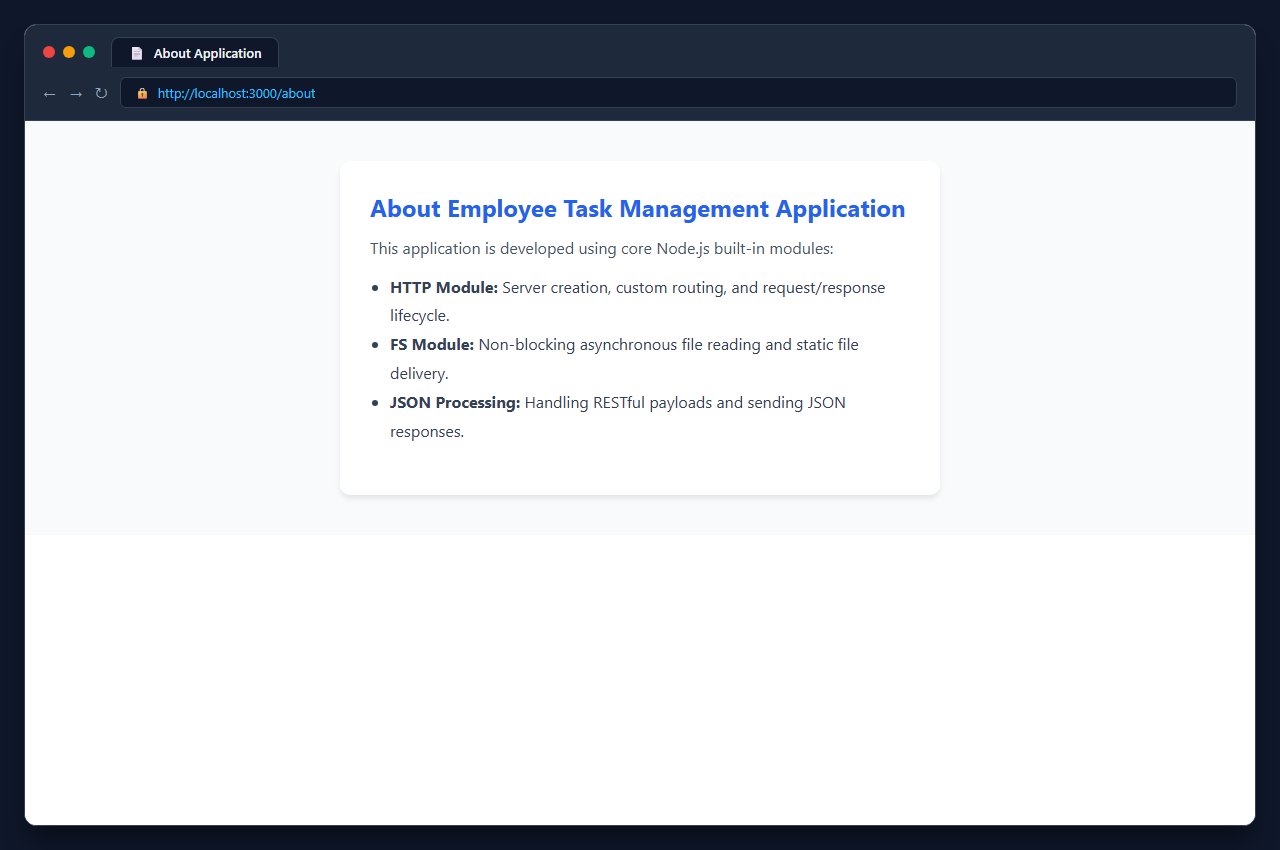 About Application
http://localhost:3000/about
About Employee Task Management Application
This application is developed using core Node.js built-in modules:
• HTTP Module: Server creation, custom routing, and request/response
lifecycle.
• FS Module: Non-blocking asynchronous file reading and static file
delivery.
• JSON Processing: Handling RESTful payloads and sending JSON
responses.